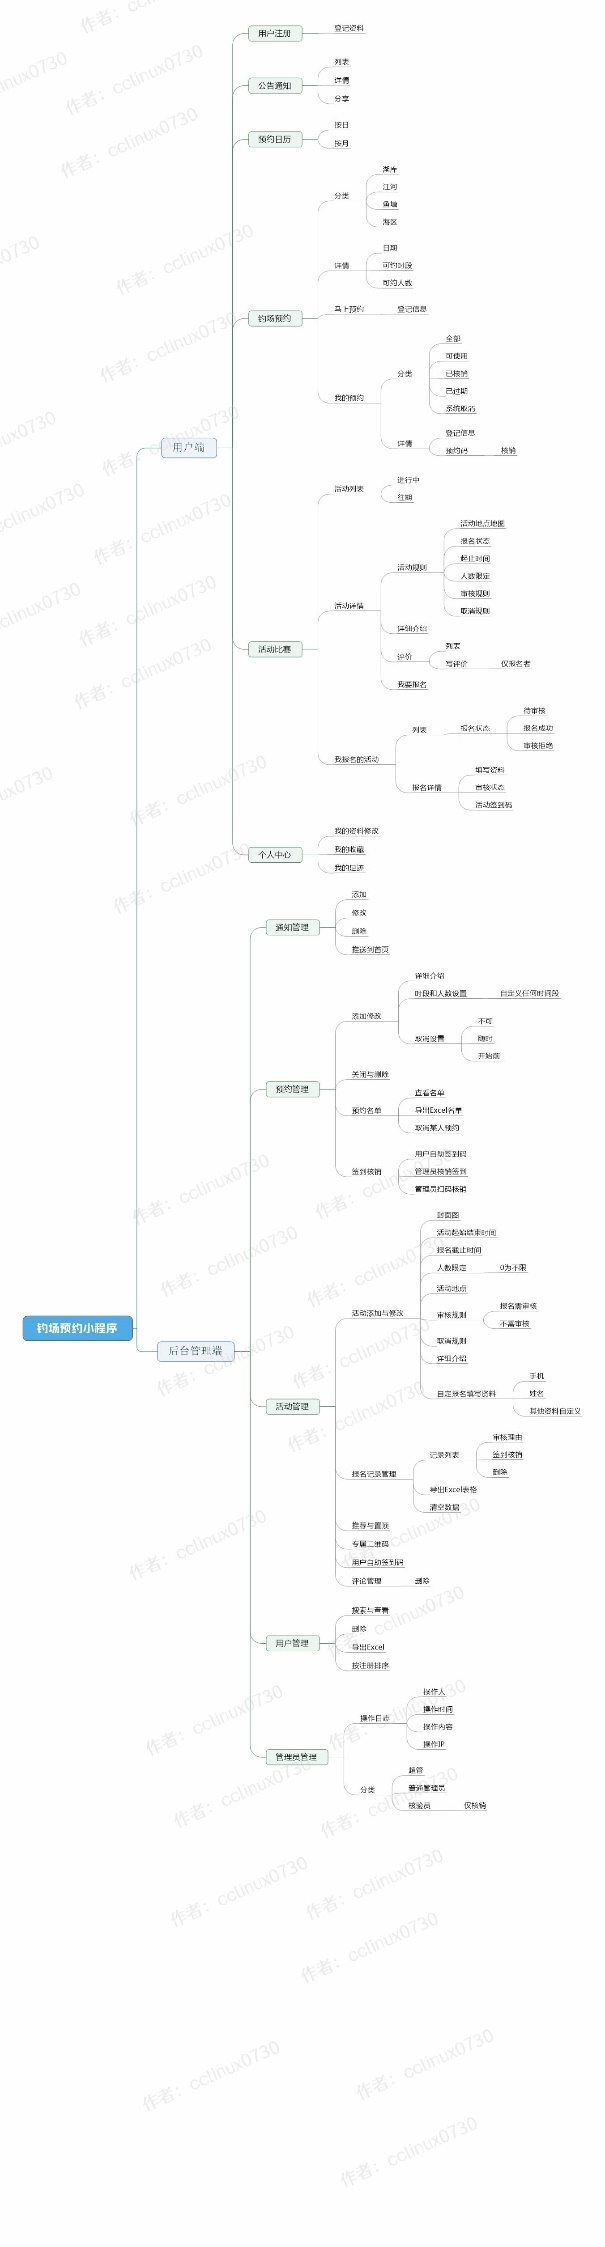 用户注册
登记资料
公告通知
列表
详情
分享
预约日历
按日
按月
钓场预约
分类
湖库
江河
鱼塘
海区
详情
日期
可约时段
可约人数
马上预约
登记信息
我的预约
分类
全部
可使用
已核销
已过期
系统取消
详情
登记信息
预约码
核销
用户端
活动比赛
活动列表
进行中
往期
活动详情
活动规则
活动地点地图
报名状态
起止时间
人数限定
审核规则
取消规则
详细介绍
评价
列表
写评价
仅报名者
我要报名
我报名的活动
列表
报名状态
待审核
报名成功
审核拒绝
报名详情
填写资料
审核状态
活动签到码
个人中心
我的资料修改
我的收藏
我的足迹
通知管理
添加
修改
删除
推送到首页
预约管理
添加修改
详细介绍
时段和人数设置
自定义任何时间段
取消设置
不可
随时
开始前
关闭与删除
预约名单
查看名单
导出Excel名单
取消某人预约
签到核销
用户自助签到码
管理员核销签到
管理员扫码核销
钓场预约小程序
后台管理端
活动管理
活动添加与修改
封面图
活动起始结束时间
报名截止时间
人数限定
0为不限
活动地点
审核规则
报名需审核
不需审核
取消规则
详细介绍
自定报名填写资料
手机
姓名
其他资料自定义
报名记录管理
记录列表
审核理由
签到核销
删除
导出Excel表格
清空数据
推荐与置顶
专属二维码
用户自助签到码
评论管理
删除
用户管理
搜索与查看
删除
导出Excel
按注册排序
管理员管理
操作日志
操作人
操作时间
操作内容
操作IP
分类
超管
普通管理员
核验员
仅核销
作者：cclinux0730